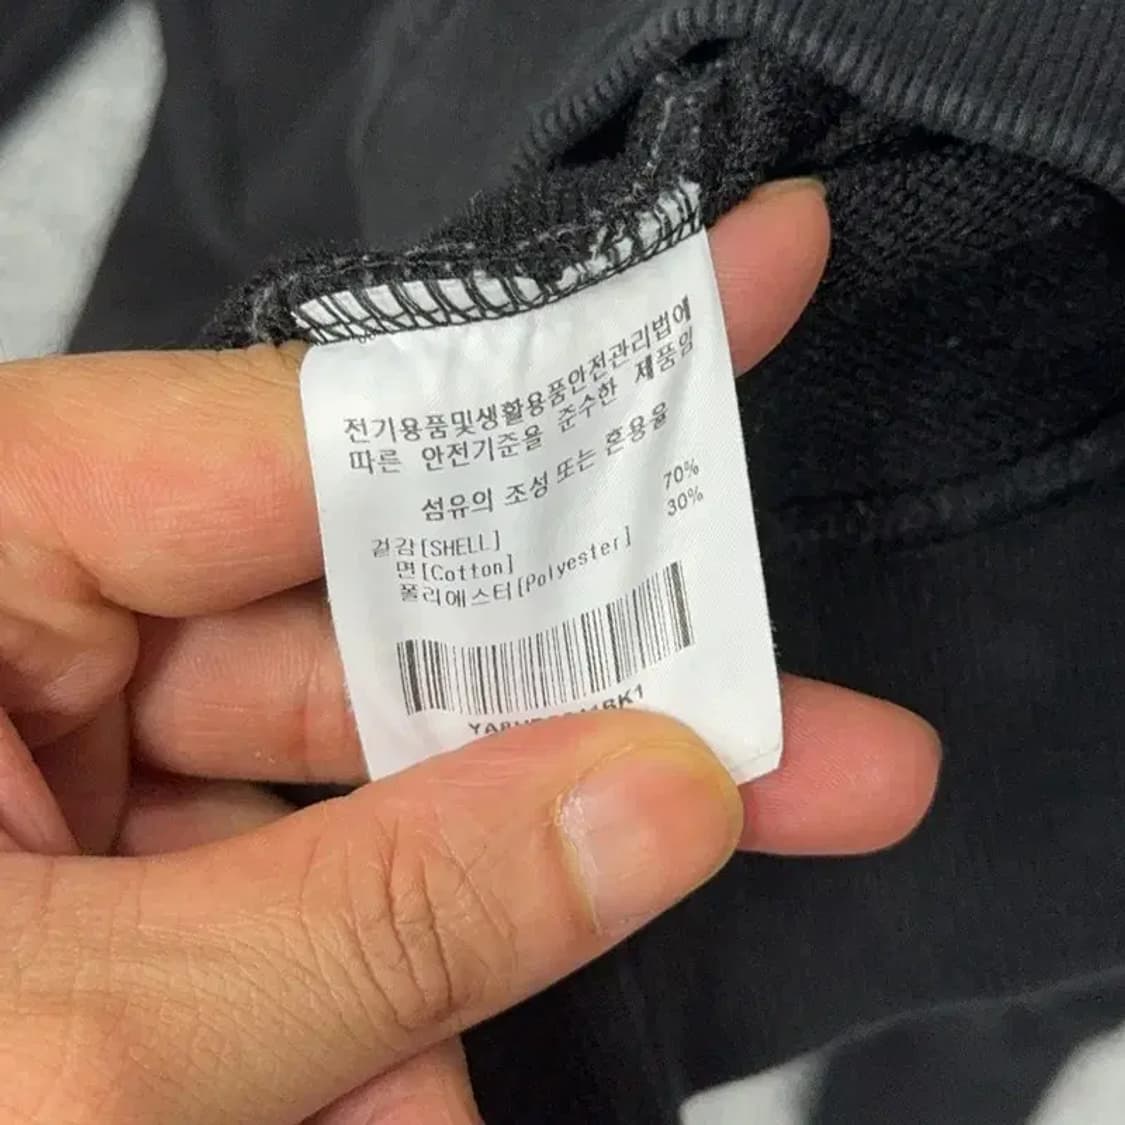 전기용품및생활용품안전관리법에
따른 안전기준을 준수한 제품임
섬유의 조성 또는 혼용율
겉감[SHELL]
면[Cotton] 70%
폴리에스터[Polyester] 30%